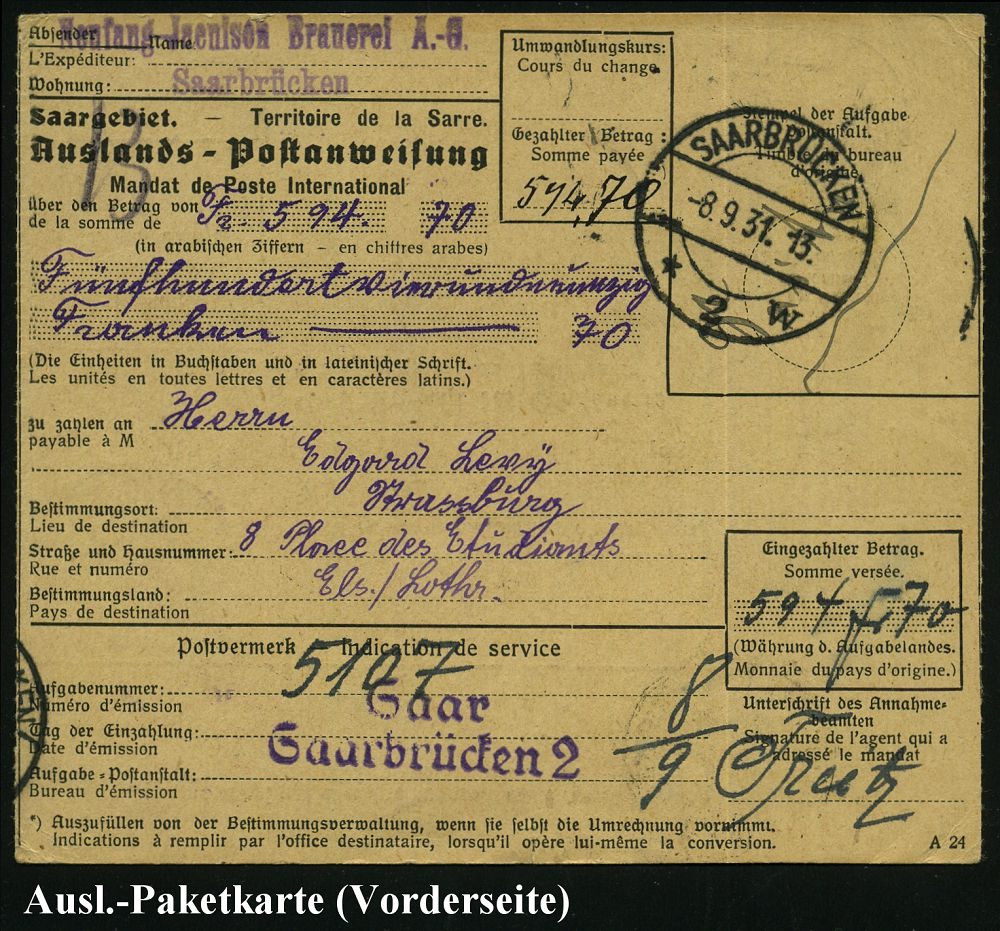 Absender Neufang-Jaenisch Brauerei A.-G.
Name
L'Expéditeur:
Wohnung: Saarbrücken
Saargebiet. — Territoire de la Sarre.
Auslands-Postanweisung
Mandat de Poste International
über den Betrag von
de la somme de Fr. 594. 70
(in arabischen Ziffern – en chiffres arabes)
Fünfhundertvierundneunzig
Franken 70
(Die Einheiten in Buchstaben und in lateinischer Schrift.
Les unités en toutes lettres et en caractères latins.)
Umwandlungskurs:
Cours du change.
Gezahlter Betrag:
Somme payée
594,70
Stempel der Aufgabe
Postanstalt.
Timbre du bureau
d'origine.
SAARBRÜCKEN
-8.9.31. 13.
* 2 w
zu zahlen an Herrn
payable à M
Edgard Levy
Strassburg
Bestimmungsort:
Lieu de destination
Straße und Hausnummer: 8 Place des Etudiants
Rue et numéro
Els./Lothr.
Bestimmungsland:
Pays de destination
Eingezahlter Betrag.
Somme versée.
594 fr 70
(Währung d. Aufgabelandes.
Monnaie du pays d'origine.)
Postvermerk Indication de service
5107
Aufgabenummer:
Numéro d'émission
Saar
Tag der Einzahlung:
Date d'émission
Saarbrücken 2
Aufgabe-Postanstalt:
Bureau d'émission
8/9
Unterschrift des Annahme-
beamten
Signature de l'agent qui a
adressé le mandat
*) Auszufüllen von der Bestimmungsverwaltung, wenn sie selbst die Umrechnung vornimmt.
Indications à remplir par l'office destinataire, lorsqu'il opère lui-même la conversion.
A 24
Ausl.-Paketkarte (Vorderseite)